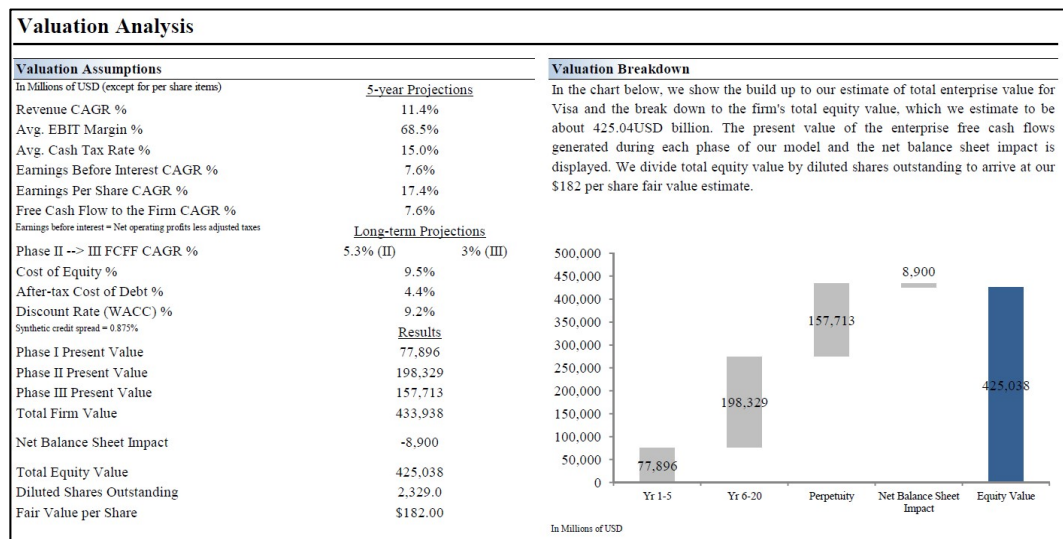 Valuation Analysis
Valuation Assumptions
In Millions of USD (except for per share items) 5-year Projections
Revenue CAGR % 11.4%
Avg. EBIT Margin % 68.5%
Avg. Cash Tax Rate % 15.0%
Earnings Before Interest CAGR % 7.6%
Earnings Per Share CAGR % 17.4%
Free Cash Flow to the Firm CAGR % 7.6%
Earnings before interest = Net operating profits less adjusted taxes
Long-term Projections
Phase II --> III FCFF CAGR % 5.3% (II) 3% (III)
Cost of Equity % 9.5%
After-tax Cost of Debt % 4.4%
Discount Rate (WACC) % 9.2%
Synthetic credit spread = 0.875%
Results
Phase I Present Value 77,896
Phase II Present Value 198,329
Phase III Present Value 157,713
Total Firm Value 433,938
Net Balance Sheet Impact -8,900
Total Equity Value 425,038
Diluted Shares Outstanding 2,329.0
Fair Value per Share $182.00
Valuation Breakdown
In the chart below, we show the build up to our estimate of total enterprise value for
Visa and the break down to the firm's total equity value, which we estimate to be
about 425.04USD billion. The present value of the enterprise free cash flows
generated during each phase of our model and the net balance sheet impact is
displayed. We divide total equity value by diluted shares outstanding to arrive at our
$182 per share fair value estimate.
500,000
450,000
400,000
350,000
300,000
250,000
200,000
150,000
100,000
50,000
0
77,896
198,329
157,713
8,900
425,038
Yr 1-5
Yr 6-20
Perpetuity
Net Balance Sheet
Impact
Equity Value
In Millions of USD